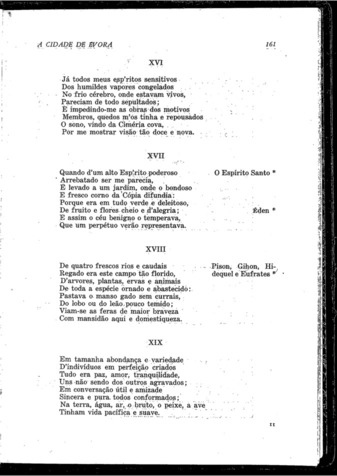 A CIDADE DE ÉVORA 161
XVI
Já todos meus esp'ritos sensitivos
Dos humildes vapores congelados
No frio cérebro, onde estavam vivos,
Pareciam de todo sepultados;
E impedindo-me as obras dos motivos
Membros, quedos m'os tinha e repousados
O sono, vindo da Ciméria cova,
Por me mostrar visão tão doce e nova.
XVII
Quando d'um alto Esp'rito poderoso O Espírito Santo *
Arrebatado ser me parecia,
E levado a um jardim, onde o bondoso
E fresco corno da Cópia difundia:
Porque era em tudo verde e deleitoso,
De fruito e flores cheio e d'alegria; Éden *
E assim o céu benigno o temperava,
Que um perpétuo verão representava.
XVIII
De quatro frescos rios e caudais Pison, Gihon, Hi-
Regado era este campo tão florido, dequel e Eufrates *
D'arvores, plantas, ervas e animais
De toda a espécie ornado e abastecido:
Pastava o manso gado sem currais,
Do lobo ou do leão pouco temido;
Viam-se as feras de maior braveza
Com mansidão aqui e domestiqueza.
XIX
Em tamanha abondança e variedade
D'indivíduos em perfeição criados
Tudo era paz, amor, tranquilidade,
Uns não sendo dos outros agravados;
Em conversação útil e amizade
Sincera e pura todos conformados;
Na terra, água, ar, o bruto, o peixe, a ave
Tinham vida pacífica e suave.
11